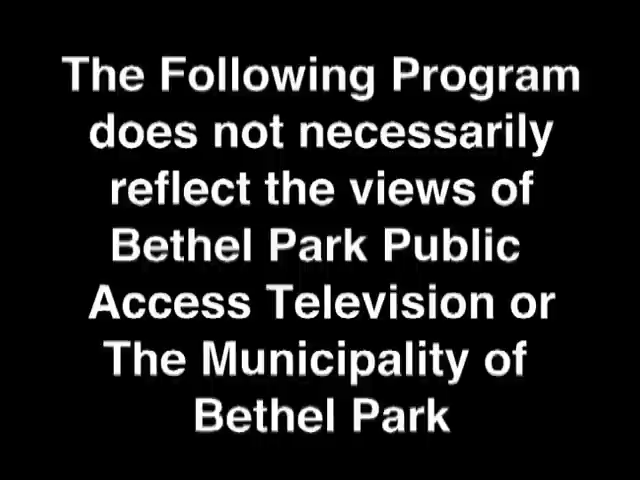 The Following Program
does not necessarily
reflect the views of
Bethel Park Public
Access Television or
The Municipality of
Bethel Park